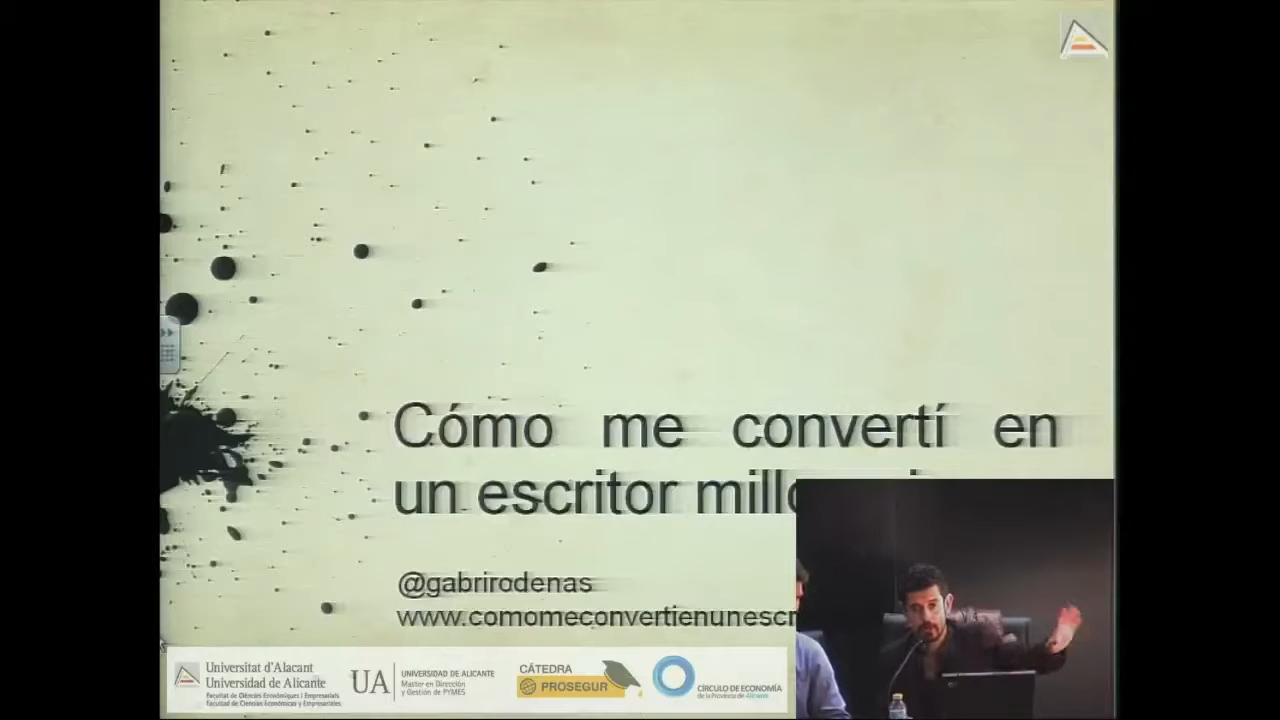 Cómo me convertí en
un escritor
@gabrirodenas
www.comomeconvertienunescr
Universitat d'Alacant
Universidad de Alicante
Facultat de Ciències Econòmiques i Empresarials
Facultad de Ciencias Económicas y Empresariales
UA
UNIVERSIDAD DE ALICANTE
Master en Dirección
y Gestión de PYMES
CÁTEDRA
PROSEGUR
CÍRCULO DE ECONOMÍA
de la Provincia de Alicante